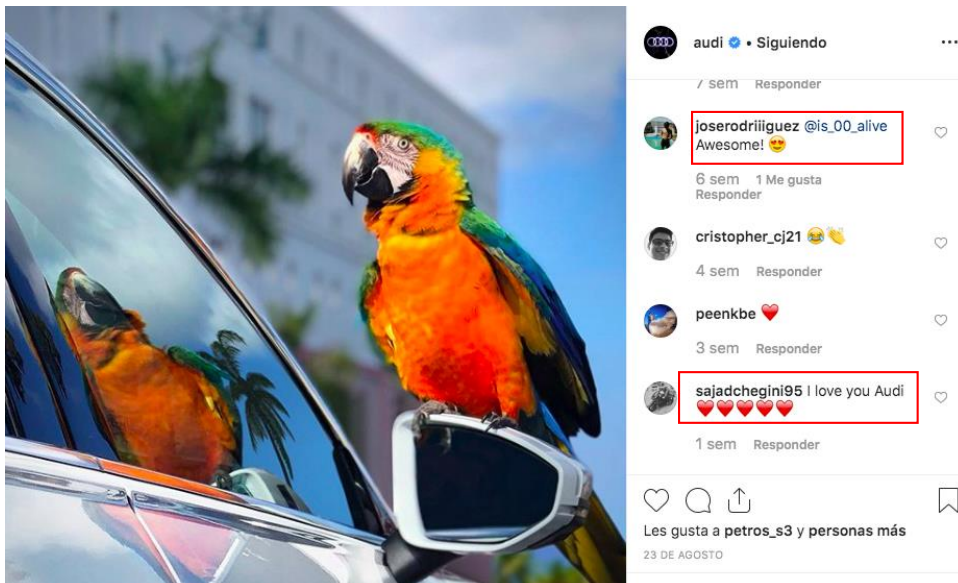 audi • Siguiendo
7 sem Responder
joserodriiiguez @is_00_alive
Awesome! 😍
6 sem 1 Me gusta
Responder
cristopher_cj21 😂👏
4 sem Responder
peenkbe ❤️
3 sem Responder
sajadchegini95 I love you Audi
❤️❤️❤️❤️❤️
1 sem Responder
Les gusta a petros_s3 y personas más
23 DE AGOSTO